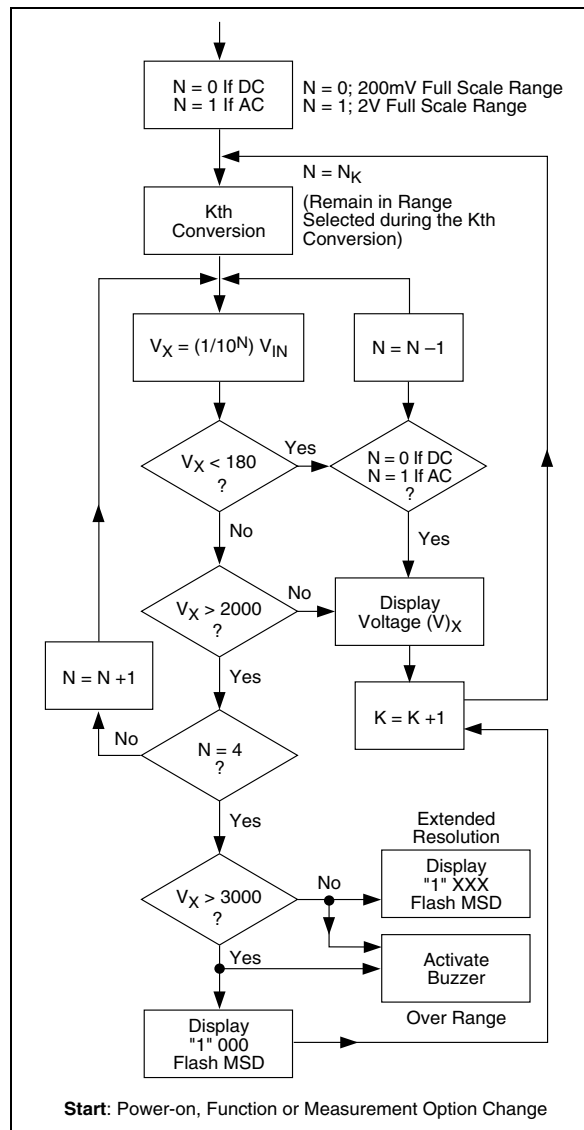 N = 0 If DC
N = 1 If AC
N = 0; 200mV Full Scale Range
N = 1; 2V Full Scale Range
N = NK
(Remain in Range
Selected during the Kth
Conversion)
Kth
Conversion
VX = (1/10N) VIN
N = N –1
VX < 180
?
Yes
N = 0 If DC
N = 1 If AC
?
No
Yes
VX > 2000
?
No
Display
Voltage (V)X
N = N +1
Yes
K = K +1
No
N = 4
?
Yes
Extended
Resolution
VX > 3000
?
No
Display
"1" XXX
Flash MSD
Yes
Activate
Buzzer
Over Range
Display
"1" 000
Flash MSD
Start: Power-on, Function or Measurement Option Change